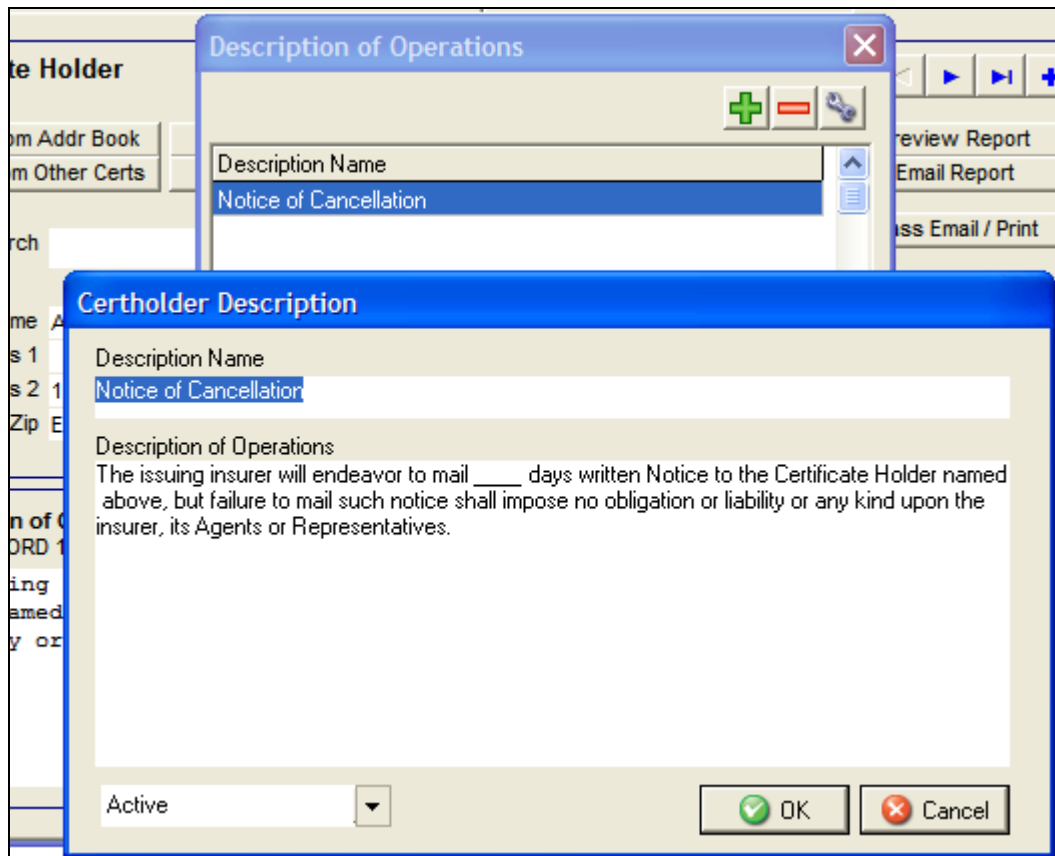 Description of Operations
te Holder
om Addr Book
om Other Certs
review Report
Email Report
ass Email / Print
Description Name
Notice of Cancellation
rch
Certholder Description
me A
s 1
s 2 1
Zip E
Description Name
Notice of Cancellation
Description of Operations
The issuing insurer will endeavor to mail ____ days written Notice to the Certificate Holder named
above, but failure to mail such notice shall impose no obligation or liability or any kind upon the
insurer, its Agents or Representatives.
n of C
ORD 1
ing
amed
y or
Active
OK
Cancel